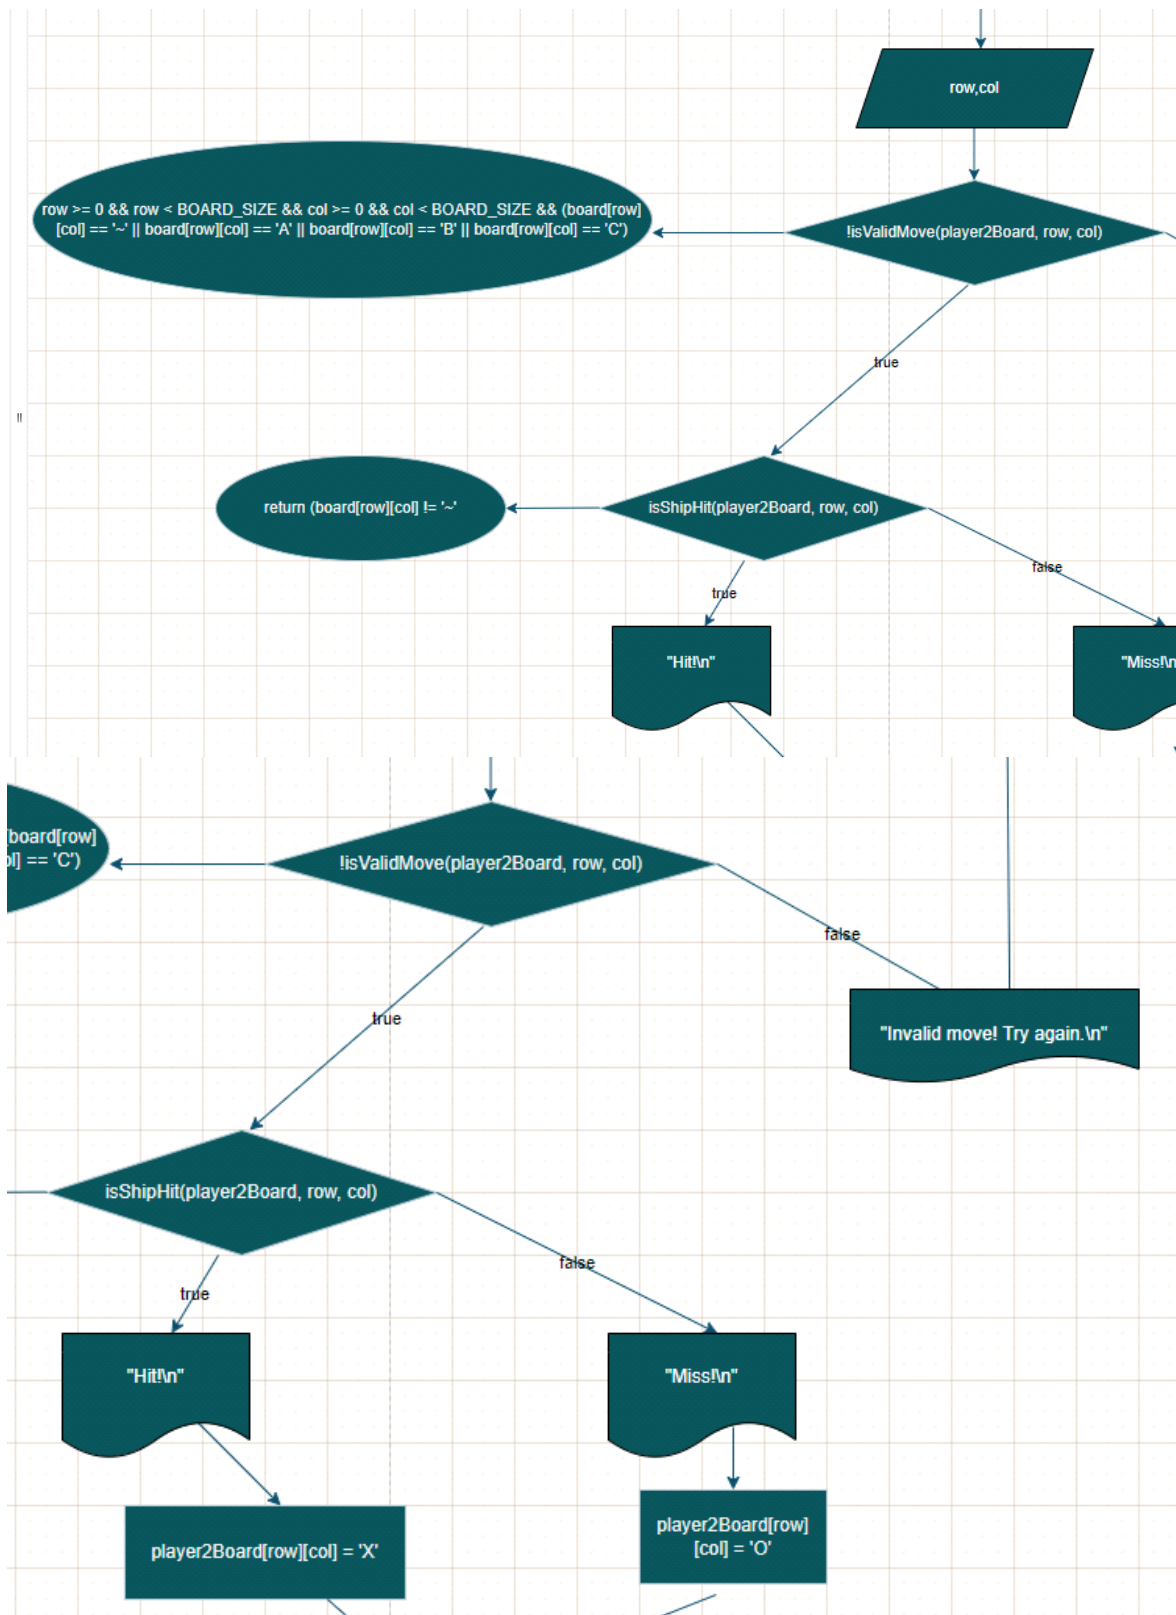 row,col
row >= 0 && row < BOARD_SIZE && col >= 0 && col < BOARD_SIZE && (board[row]
[col] == '~' || board[row][col] == 'A' || board[row][col] == 'B' || board[row][col] == 'C')
!isValidMove(player2Board, row, col)
true
return (board[row][col] != '~'
isShipHit(player2Board, row, col)
false
true
"Hit!\n"
"Miss!\n
(board[row]
ol] == 'C')
!isValidMove(player2Board, row, col)
false
true
"Invalid move! Try again.\n"
isShipHit(player2Board, row, col)
false
true
"Hit!\n"
"Miss!\n"
player2Board[row][col] = 'X'
player2Board[row]
[col] = 'O'